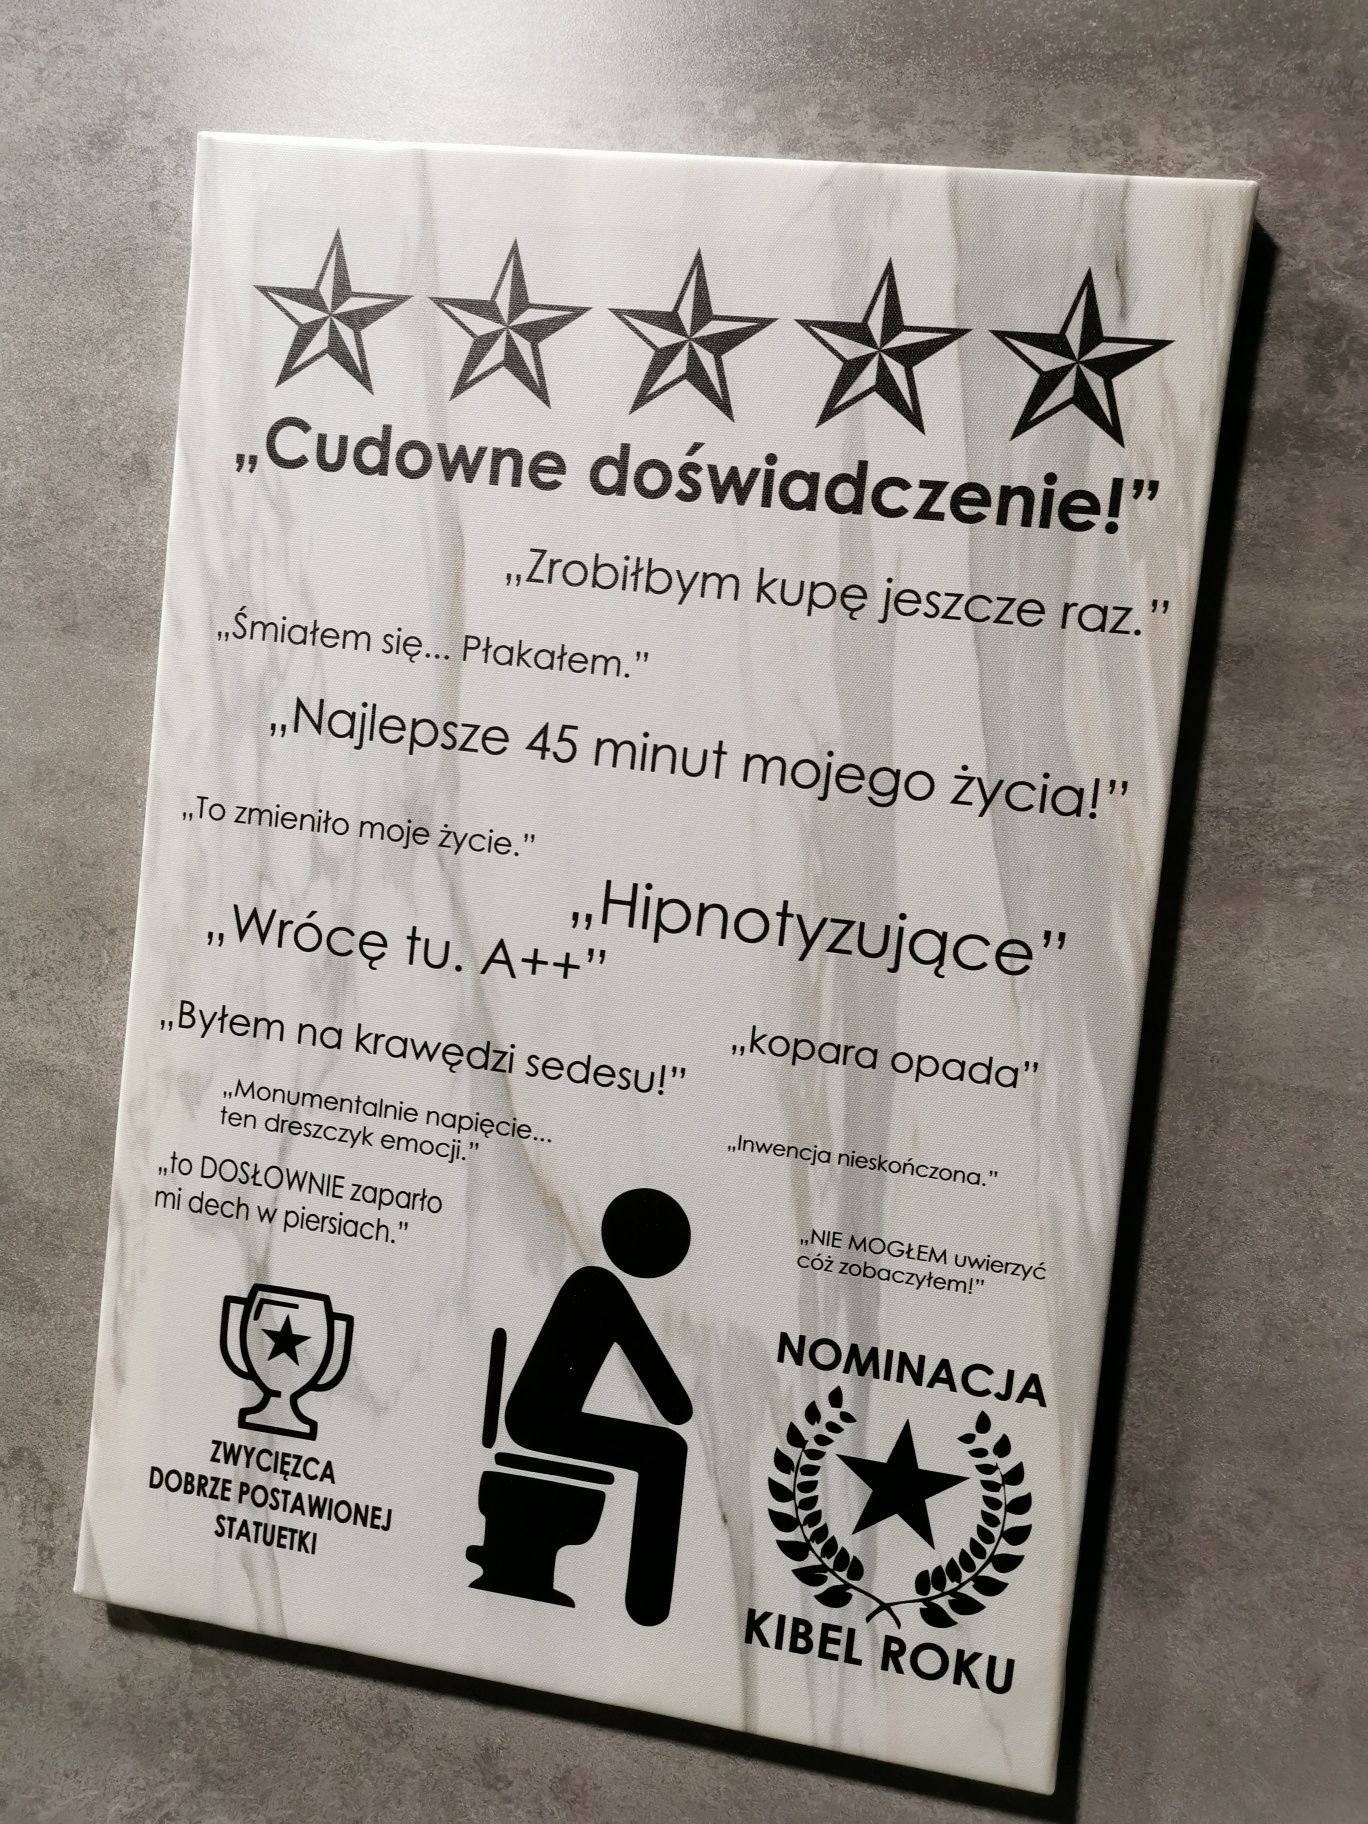 „Cudowne doświadczenie!”
„Zrobiłbym kupę jeszcze raz.”
„Śmiałem się... Płakałem.”
„Najlepsze 45 minut mojego życia!”
„To zmieniło moje życie.”
„Hipnotyzujące”
„Wrócę tu. A++”
„Byłem na krawędzi sedesu!”
„kopara opada”
„Monumentalnie napięcie...
ten dreszczyk emocji.”
„Inwencja nieskończona.”
„to DOSŁOWNIE zaparło
mi dech w piersiach.”
„NIE MOGŁEM uwierzyć
cóż zobaczyłem!”
ZWYCIĘZCA
DOBRZE POSTAWIONEJ
STATUETKI
NOMINACJA
KIBEL ROKU